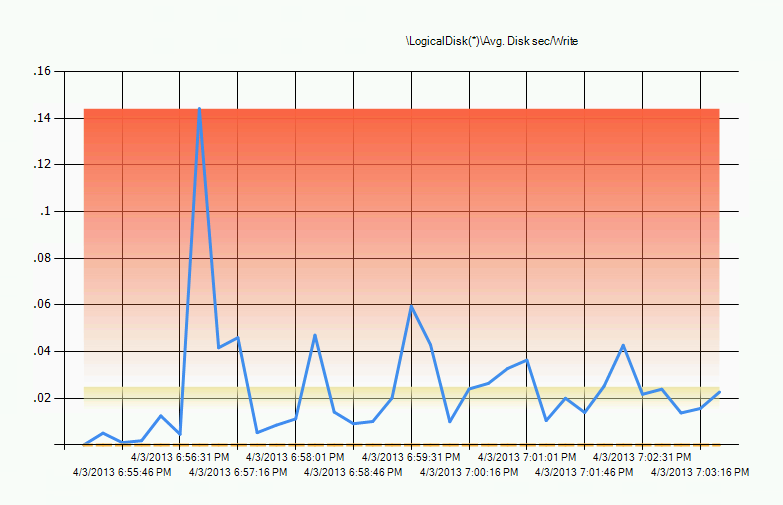 \LogicalDisk(*)\Avg. Disk sec/Write
.16
.14
.12
.1
.08
.06
.04
.02
4/3/2013 6:56:31 PM 4/3/2013 6:58:01 PM 4/3/2013 6:59:31 PM 4/3/2013 7:01:01 PM 4/3/2013 7:02:31 PM
4/3/2013 6:55:46 PM 4/3/2013 6:57:16 PM 4/3/2013 6:58:46 PM 4/3/2013 7:00:16 PM 4/3/2013 7:01:46 PM 4/3/2013 7:03:16 PM